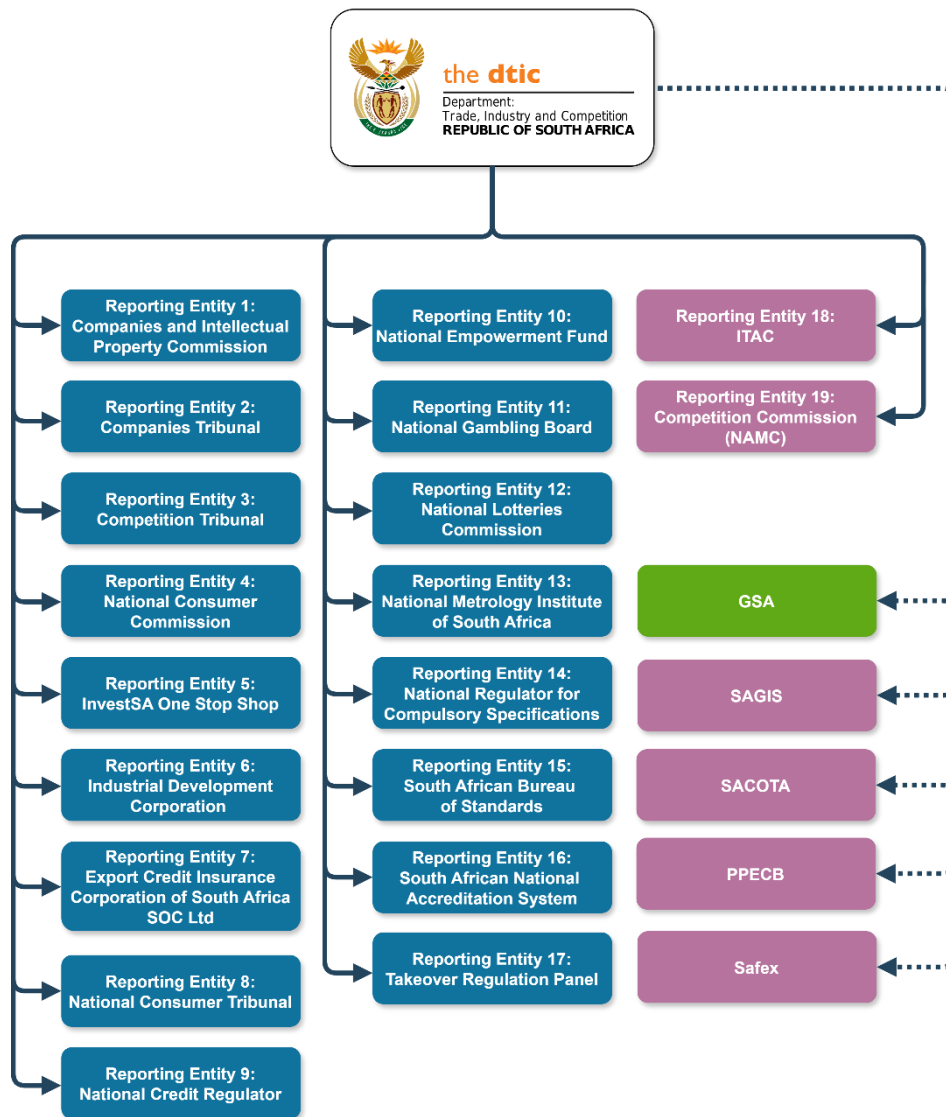 the dtic
Department:
Trade, Industry and Competition
REPUBLIC OF SOUTH AFRICA
Reporting Entity 1:
Companies and Intellectual
Property Commission
Reporting Entity 2:
Companies Tribunal
Reporting Entity 3:
Competition Tribunal
Reporting Entity 4:
National Consumer
Commission
Reporting Entity 5:
InvestSA One Stop Shop
Reporting Entity 6:
Industrial Development
Corporation
Reporting Entity 7:
Export Credit Insurance
Corporation of South Africa
SOC Ltd
Reporting Entity 8:
National Consumer Tribunal
Reporting Entity 9:
National Credit Regulator
Reporting Entity 10:
National Empowerment Fund
Reporting Entity 11:
National Gambling Board
Reporting Entity 12:
National Lotteries
Commission
Reporting Entity 13:
National Metrology Institute
of South Africa
Reporting Entity 14:
National Regulator for
Compulsory Specifications
Reporting Entity 15:
South African Bureau
of Standards
Reporting Entity 16:
South African National
Accreditation System
Reporting Entity 17:
Takeover Regulation Panel
Reporting Entity 18:
ITAC
Reporting Entity 19:
Competition Commission
(NAMC)
GSA
SAGIS
SACOTA
PPECB
Safex